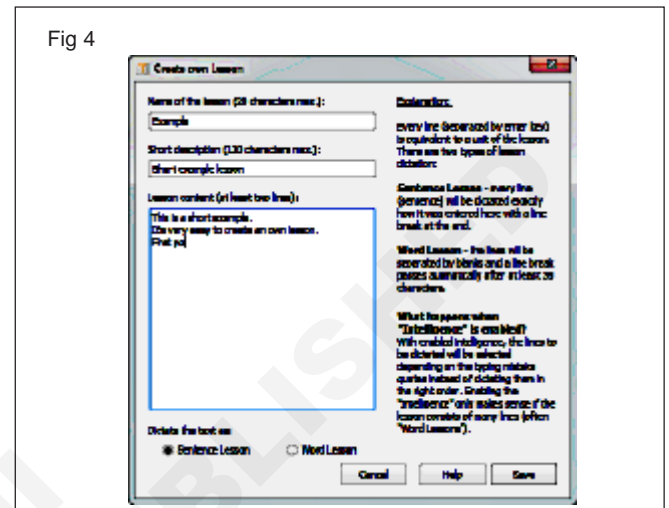 Fig 4
Create own Lesson
Name of the lesson (28 characters max.):
Example
Short description (120 characters max.):
Short example lesson
Lesson content (at least two lines):
This is a short example.
It's very easy to create an own lesson.
First yo
Dictate the text as:
Sentence Lesson
Word Lesson
Explanation:
every line (separated by enter key)
is equivalent to a unit of the lesson.
There are two types of lesson
dictation:
Sentence Lesson - every line
(sentence) will be dictated exactly
how it was entered here with a line
break at the end.
Word Lesson - the lines will be
separated by blanks and a line break
passes automatically after at least
characters.
What happens when
"Intelligence" is enabled?
With enabled intelligence, the lines to
be dictated will be selected
depending on the typing mistake
quotas instead of dictating them in
the right order. Enabling the
"Intelligence" only makes sense if the
lesson consists of many lines (often
"Word Lessons").
Cancel
Help
Save
BLISHED